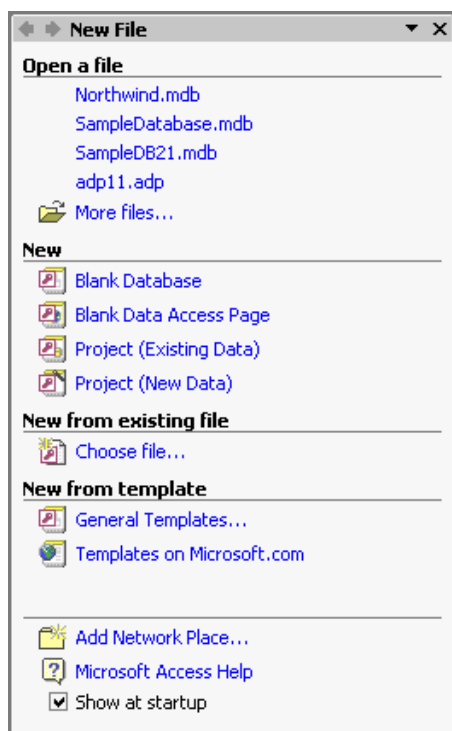 New File
Open a file
Northwind.mdb
SampleDatabase.mdb
SampleDB21.mdb
adp11.adp
More files...
New
Blank Database
Blank Data Access Page
Project (Existing Data)
Project (New Data)
New from existing file
Choose file...
New from template
General Templates...
Templates on Microsoft.com
Add Network Place...
Microsoft Access Help
Show at startup